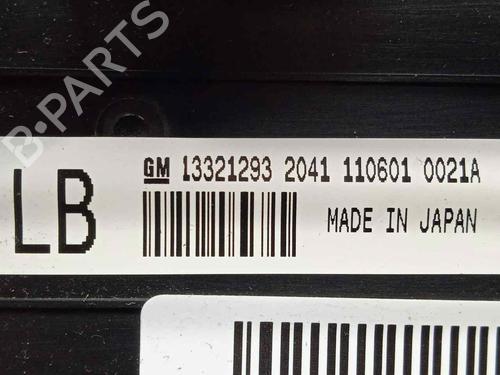 B-PARTS
LB
GM 13321293 2041 110601 0021A
MADE IN JAPAN